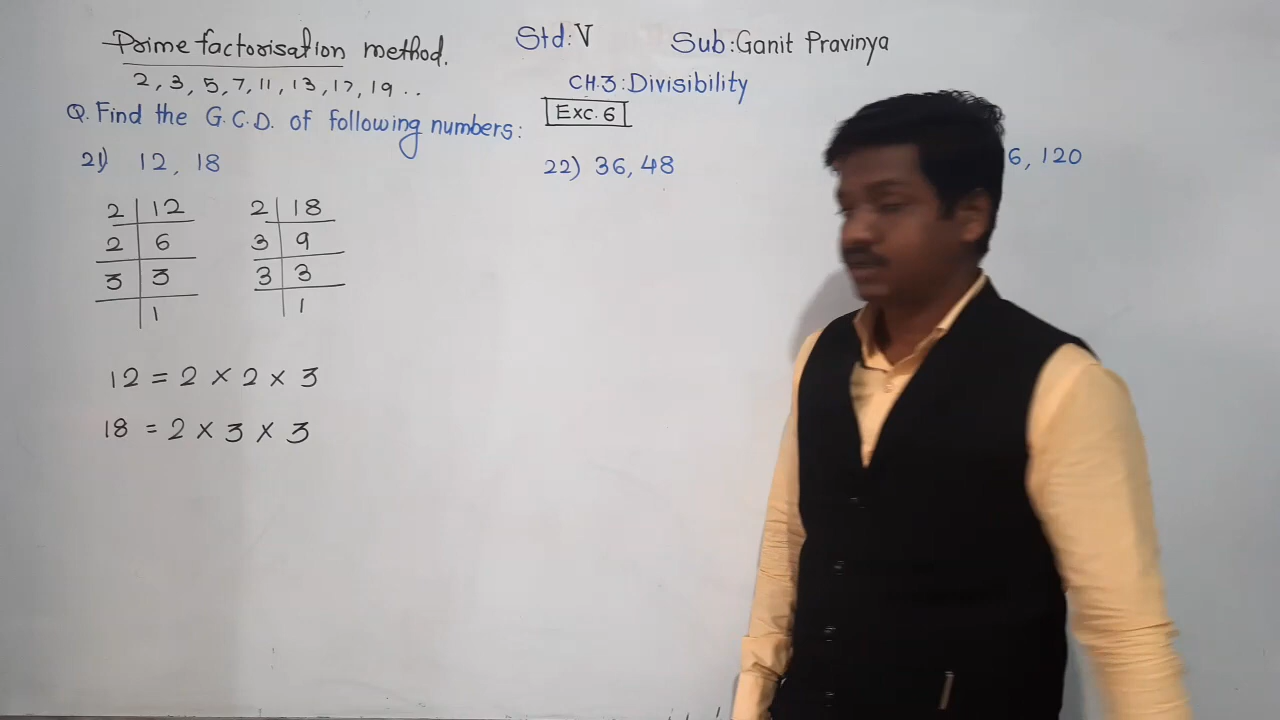 Prime factorisation method.
Std: V
Sub: Ganit Pravinya
2, 3, 5, 7, 11, 13, 17, 19 . .
CH.3: Divisibility
Exc. 6
Q. Find the G.C.D. of following numbers:
21) 12, 18
22) 36, 48
6, 120
2 | 12
2 | 6
3 | 3
1
2 | 18
3 | 9
3 | 3
1
12 = 2 × 2 × 3
18 = 2 × 3 × 3